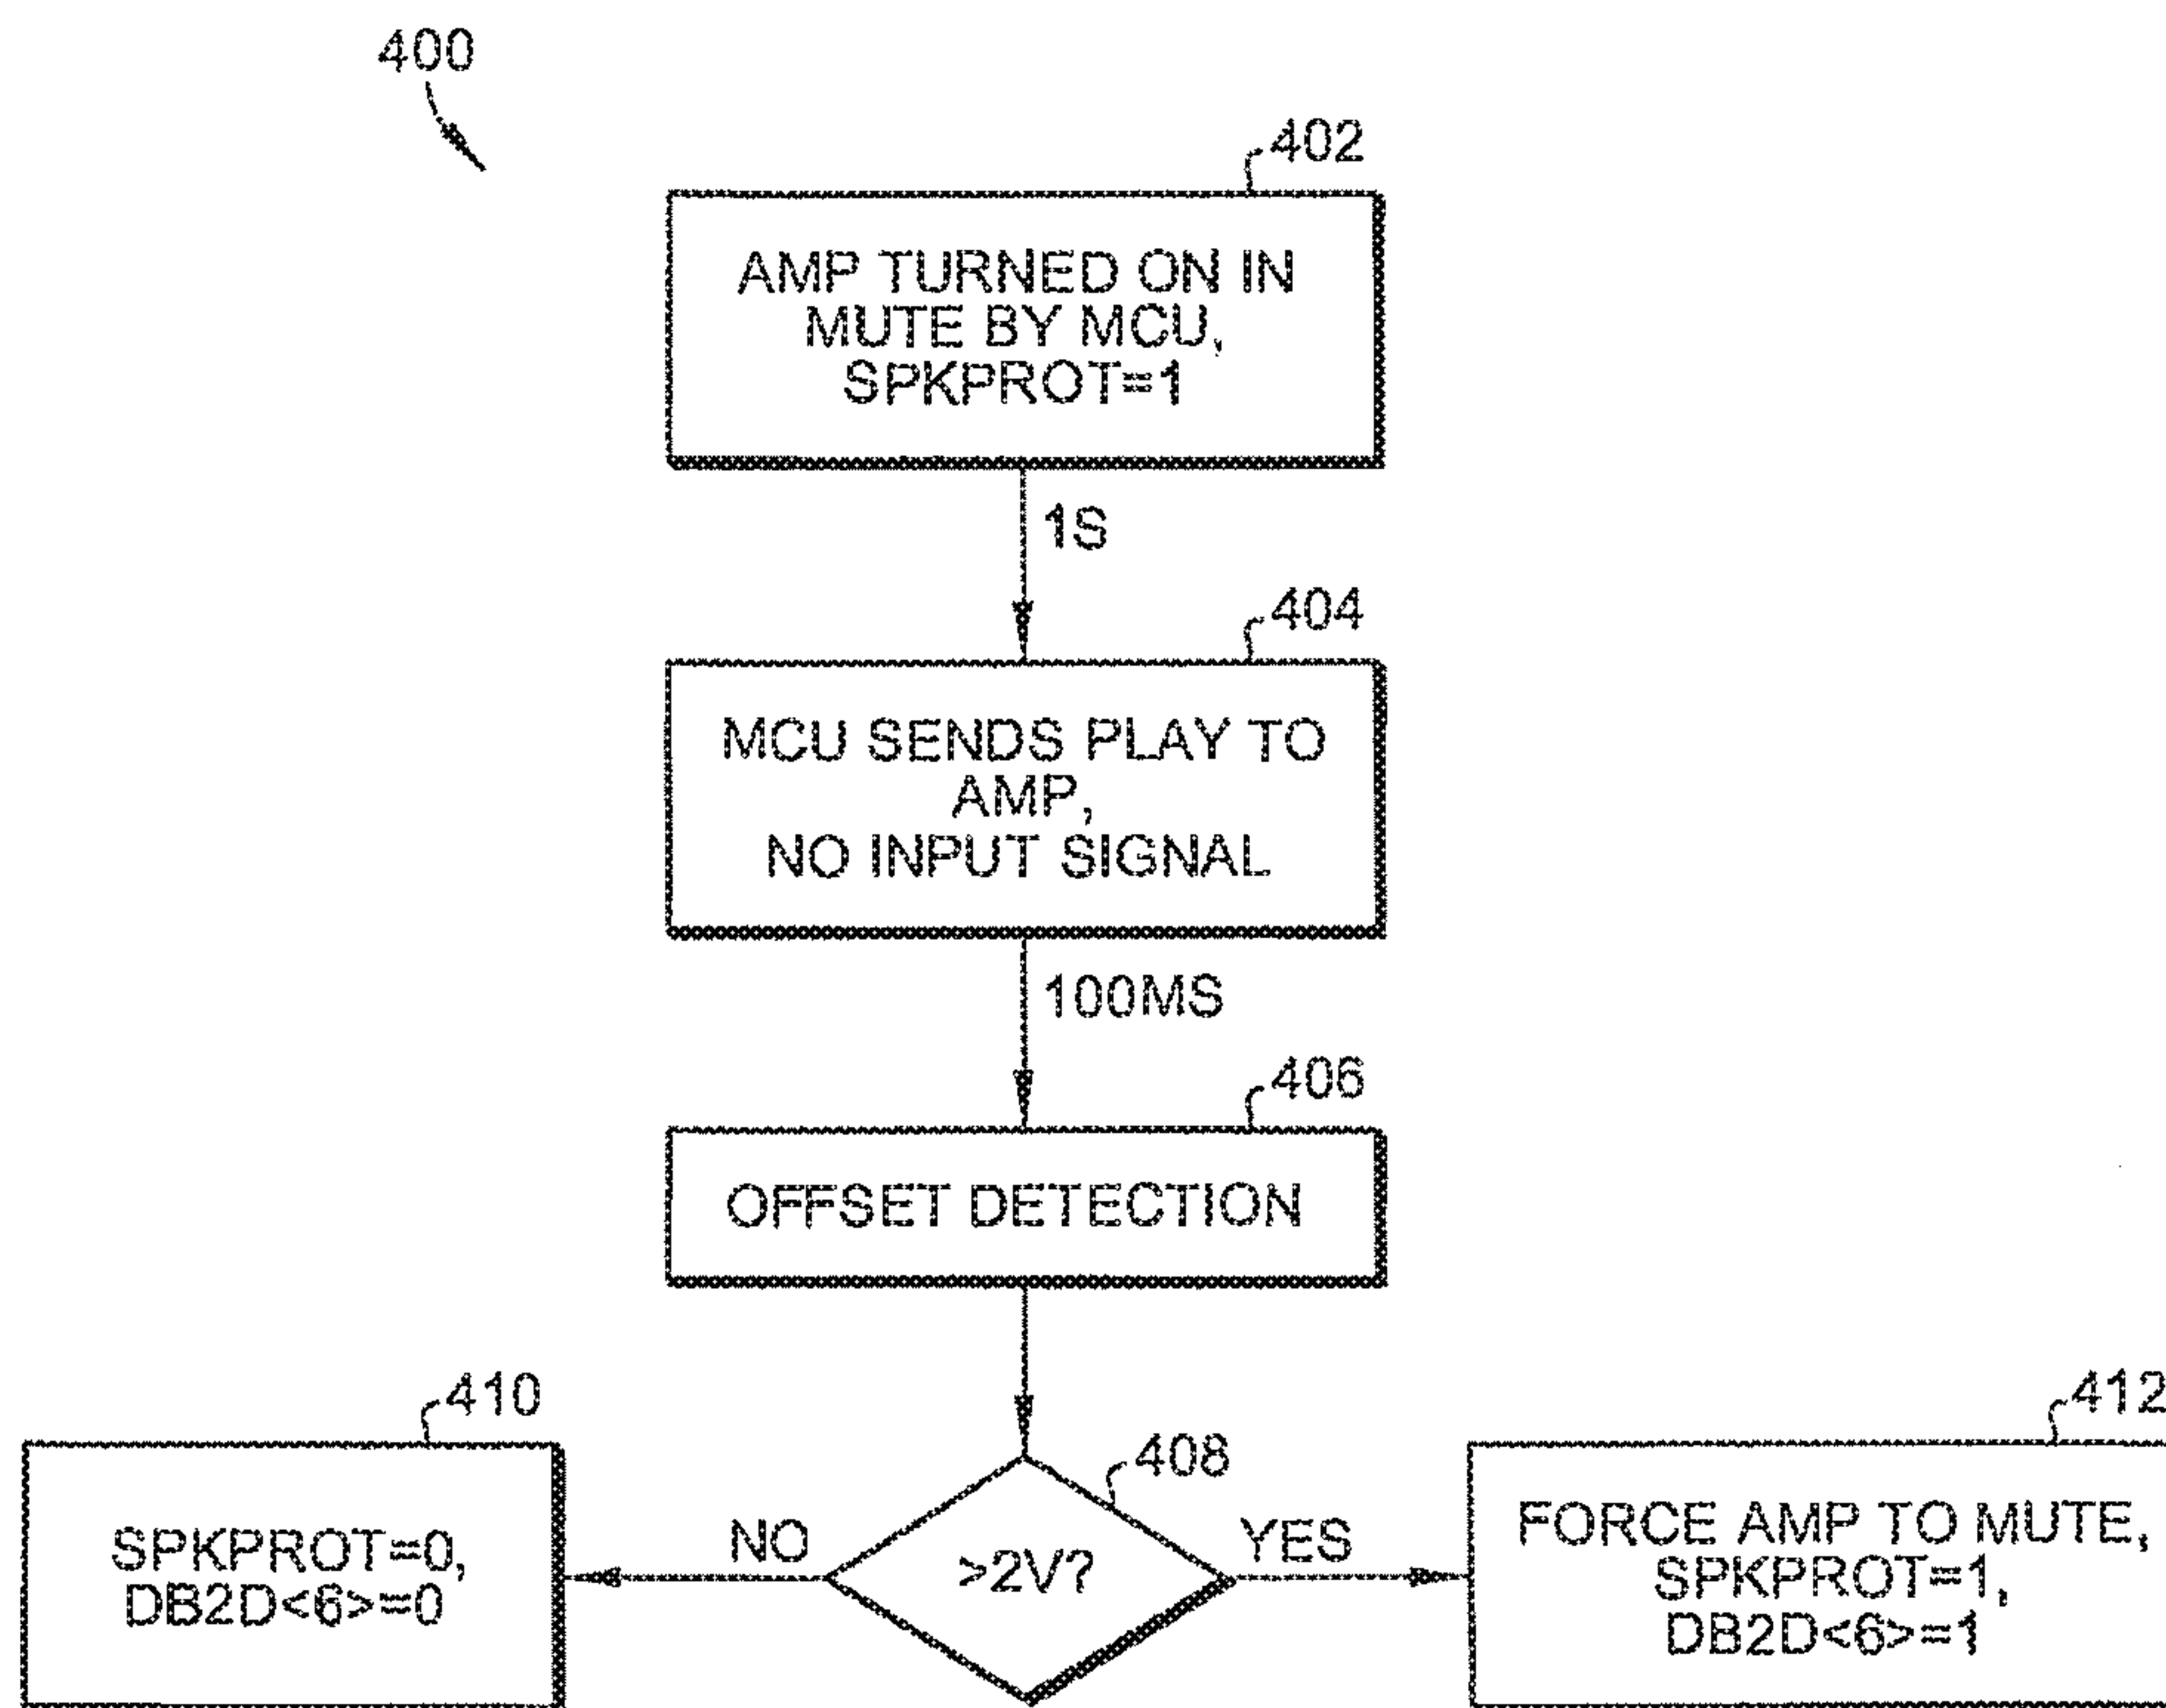 400
402
AMP TURNED ON IN
MUTE BY MCU,
SPKPROT=1
1S
404
MCU SENDS PLAY TO
AMP,
NO INPUT SIGNAL
100MS
406
OFFSET DETECTION
408
>2V?
NO
YES
410
SPKPROT=0,
DB2D<6>=0
412
FORCE AMP TO MUTE,
SPKPROT=1,
DB2D<6>=1